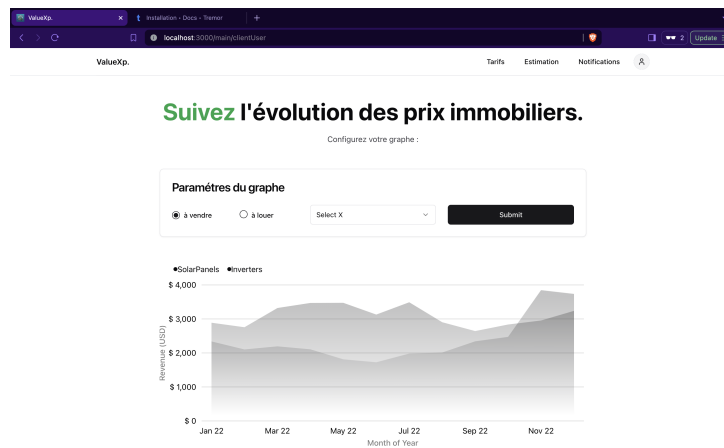 ValueXp.
Installation • Docs • Tremor
localhost:3000/main/clientUser
2
Update
ValueXp.
Tarifs
Estimation
Notifications
Suivez l'évolution des prix immobiliers.
Configurez votre graphe :
Paramétres du graphe
à vendre
à louer
Select X
Submit
SolarPanels
Inverters
$ 4,000
$ 3,000
$ 2,000
$ 1,000
$ 0
Revenue (USD)
Jan 22
Mar 22
May 22
Jul 22
Sep 22
Nov 22
Month of Year